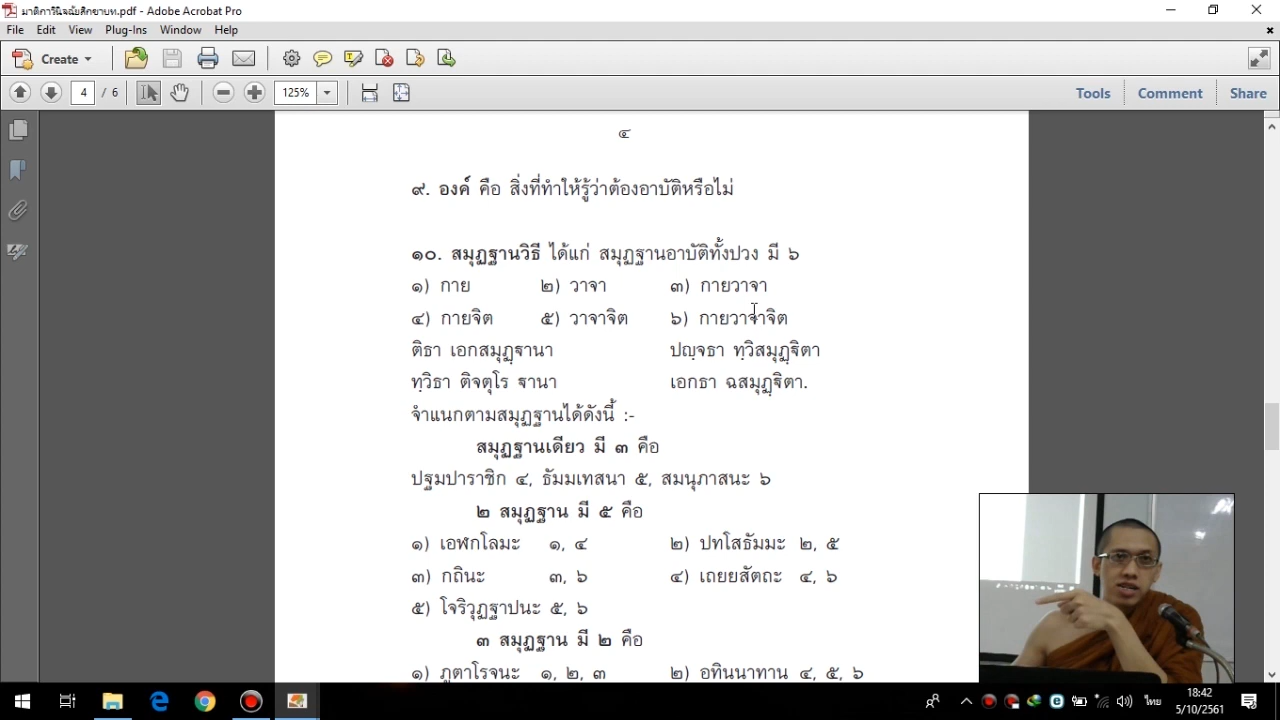 มาติการวินิจฉัยสิกขาบท.pdf - Adobe Acrobat Pro
File Edit View Plug-Ins Window Help
Create
4 / 6 125% Tools Comment Share
๔
๙. องค์ คือ สิ่งที่ทำให้รู้ว่าต้องอาบัติหรือไม่
๑๐. สมุฏฐานวิธี ได้แก่ สมุฏฐานอาบัติทั้งปวง มี ๖
๑) กาย ๒) วาจา ๓) กายวาจา
๔) กายจิต ๕) วาจาจิต ๖) กายวาจาจิต
ติธา เอกสมุฏฺฐานา ปญฺจธา ทฺวิสมุฏฺฐิตา
ทฺวิธา ติจตุโร ฐานา เอกธา ฉสมุฏฺฐิตา.
จำแนกตามสมุฏฐานได้ดังนี้ :-
สมุฏฐานเดียว มี ๓ คือ
ปฐมปาราชิก ๔, ธัมมเทสนา ๕, สมนุภาสนะ ๖
๒ สมุฏฐาน มี ๕ คือ
๑) เอฬกโลมะ ๑, ๔ ๒) ปทโสธัมมะ ๒, ๕
๓) กถินะ ๓, ๖ ๔) เถยยสัตถะ ๔, ๖
๕) โจริวุฏฐาปนะ ๕, ๖
๓ สมุฏฐาน มี ๒ คือ
๑) ภูตาโรจนะ ๑, ๒, ๓ ๒) อทินนาทาน ๔, ๕, ๖
ไทย
18:42
5/10/2561